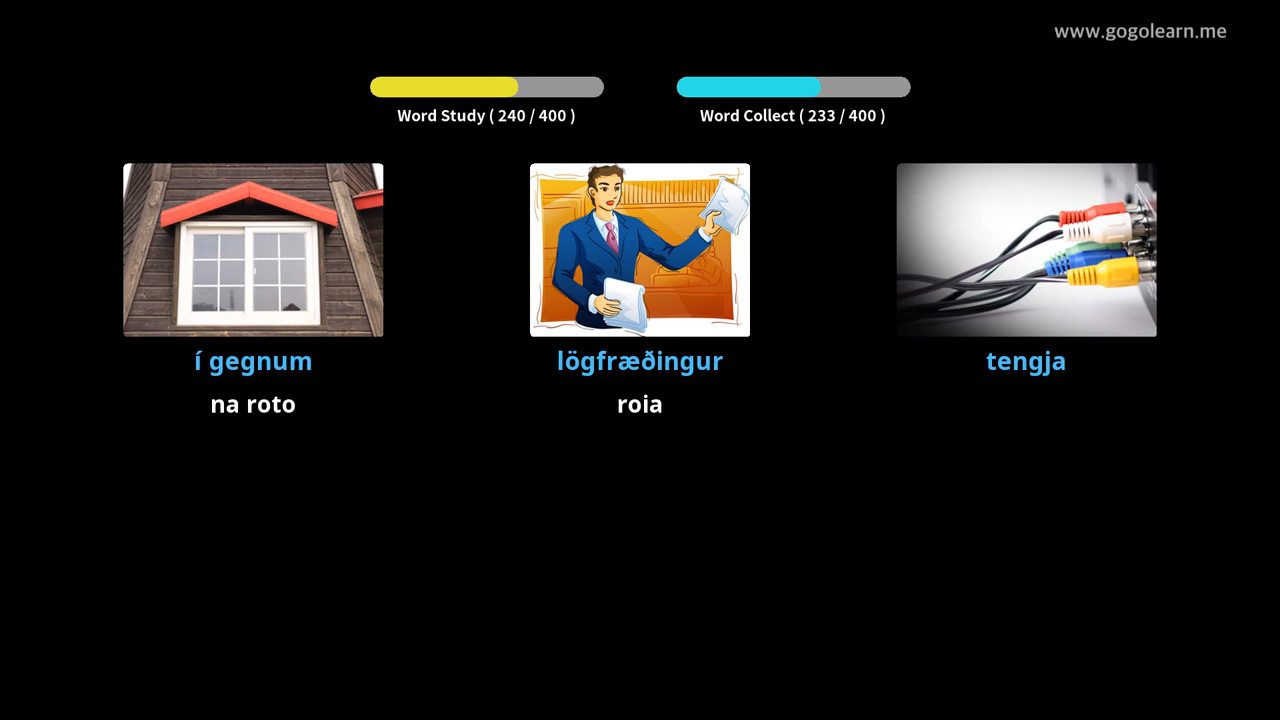 www.gogolearn.me
Word Study ( 240 / 400 )
Word Collect ( 233 / 400 )
í gegnum
lögfræðingur
tengja
na roto
roia